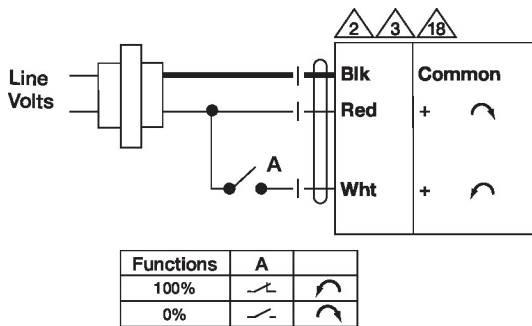 2 3 18
Line
Volts
Blk Common
Red +
A
Wht +
Functions A
100%
0%